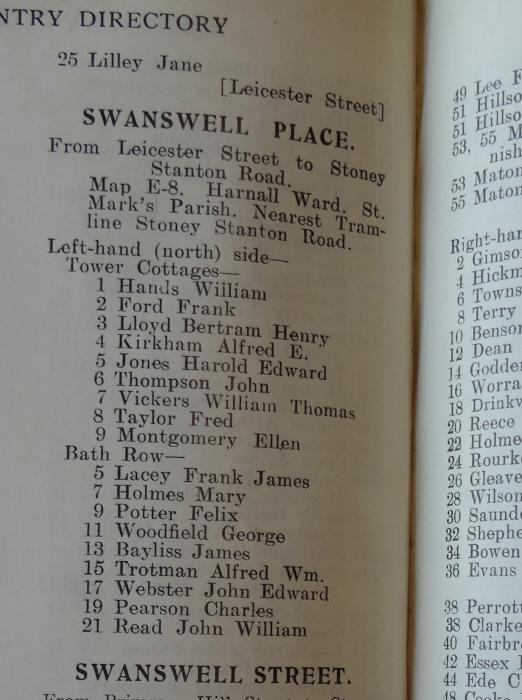 NTRY DIRECTORY
25 Lilley Jane
[Leicester Street]
SWANSWELL PLACE.
From Leicester Street to Stoney
Stanton Road.
Map E-8. Harnall Ward. St.
Mark's Parish. Nearest Tram-
line Stoney Stanton Road.
Left-hand (north) side—
Tower Cottages—
1 Hands William
2 Ford Frank
3 Lloyd Bertram Henry
4 Kirkham Alfred E.
5 Jones Harold Edward
6 Thompson John
7 Vickers William Thomas
8 Taylor Fred
9 Montgomery Ellen
Bath Row—
5 Lacey Frank James
7 Holmes Mary
9 Potter Felix
11 Woodfield George
13 Bayliss James
15 Trotman Alfred Wm.
17 Webster John Edward
19 Pearson Charles
21 Read John William
SWANSWELL STREET.
49 Lee F
51 Hillso
51 Hillso
53, 55 M
nish
53 Maton
55 Maton
Right-har
2 Gimso
4 Hickm
6 Towns
8 Terry
10 Benson
12 Dean
14 Godder
16 Worra
18 Drinkw
20 Reece
22 Holme
24 Rourk
26 Gleave
28 Wilson
30 Saund
32 Shephe
34 Bowen
36 Evans
38 Perrott
38 Clarke
40 Fairbr
42 Essex
44 Ede C